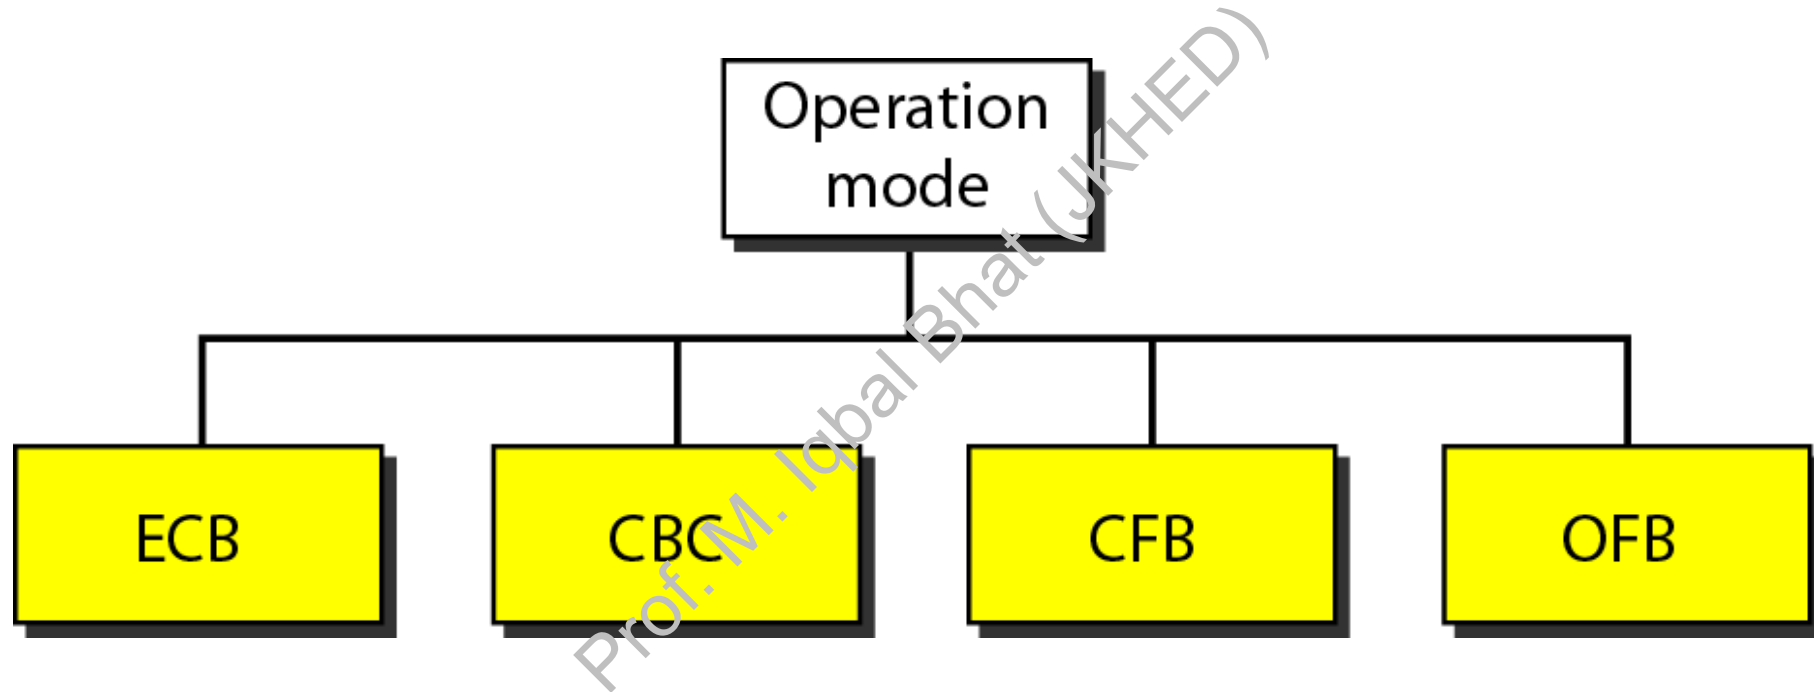 Operation
mode
ECB
CBC
CFB
OFB
Prof. M. Iqbal Bhat (JKHED)